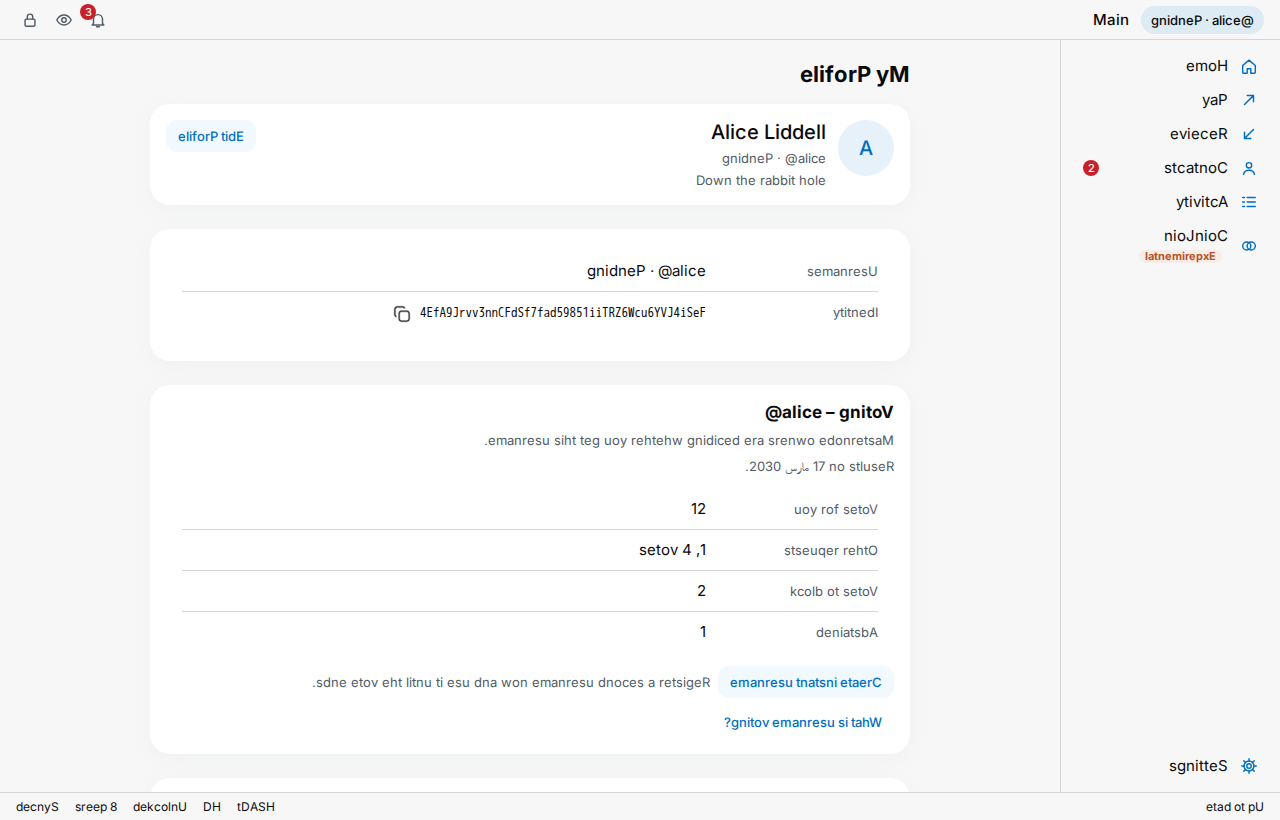 3
Main
gnidneP · alice@
Home
yaP
evieceR
stcatnoC
2
ytivitcA
nioJnioC
latnemirepxE
sgnitteS
eliforP yM
eliforP tidE
A
Alice Liddell
gnidneP · @alice
Down the rabbit hole
semanresU
gnidneP · @alice
ytitnedI
4EfA9Jrvv3nnCFdSf7fad59851iiTRZ6Wcu6YVJ4iSeF
@alice – gnitoV
.emanresu siht teg uoy rehtehw gnidiced era srenwo edonretsaM
.2030 مارس 17 no stluseR
uoy rof setoV
12
stseuqer rehtO
setov 4 ,1
kcolb ot setoV
2
deniatsbA
1
emanresu tnatsni etaerC
.sdne etov eht litnu ti esu dna won emanresu dnoces a retsigeR
?gnitov emanresu si tahW
decnyS
sreep 8
dekcolnU
DH
tDASH
etad ot pU